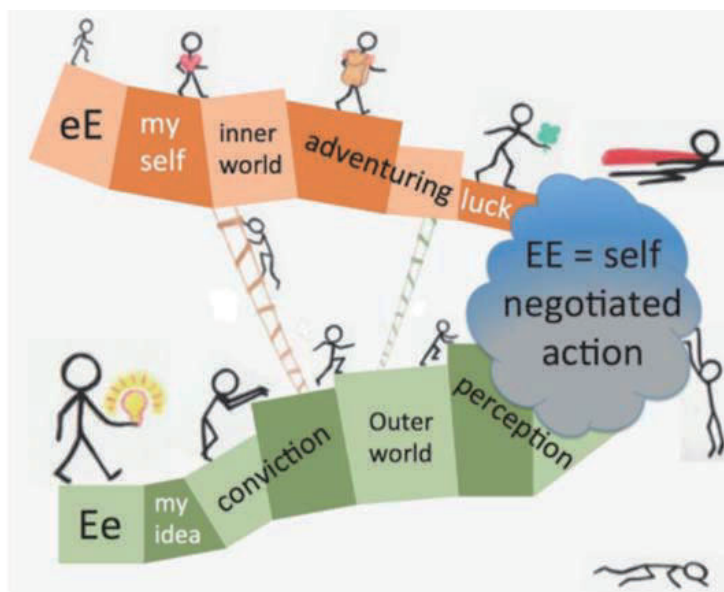 eE
my
self
inner
world
adventuring
luck
EE = self
negotiated
action
Ee
my
idea
conviction
Outer
world
perception